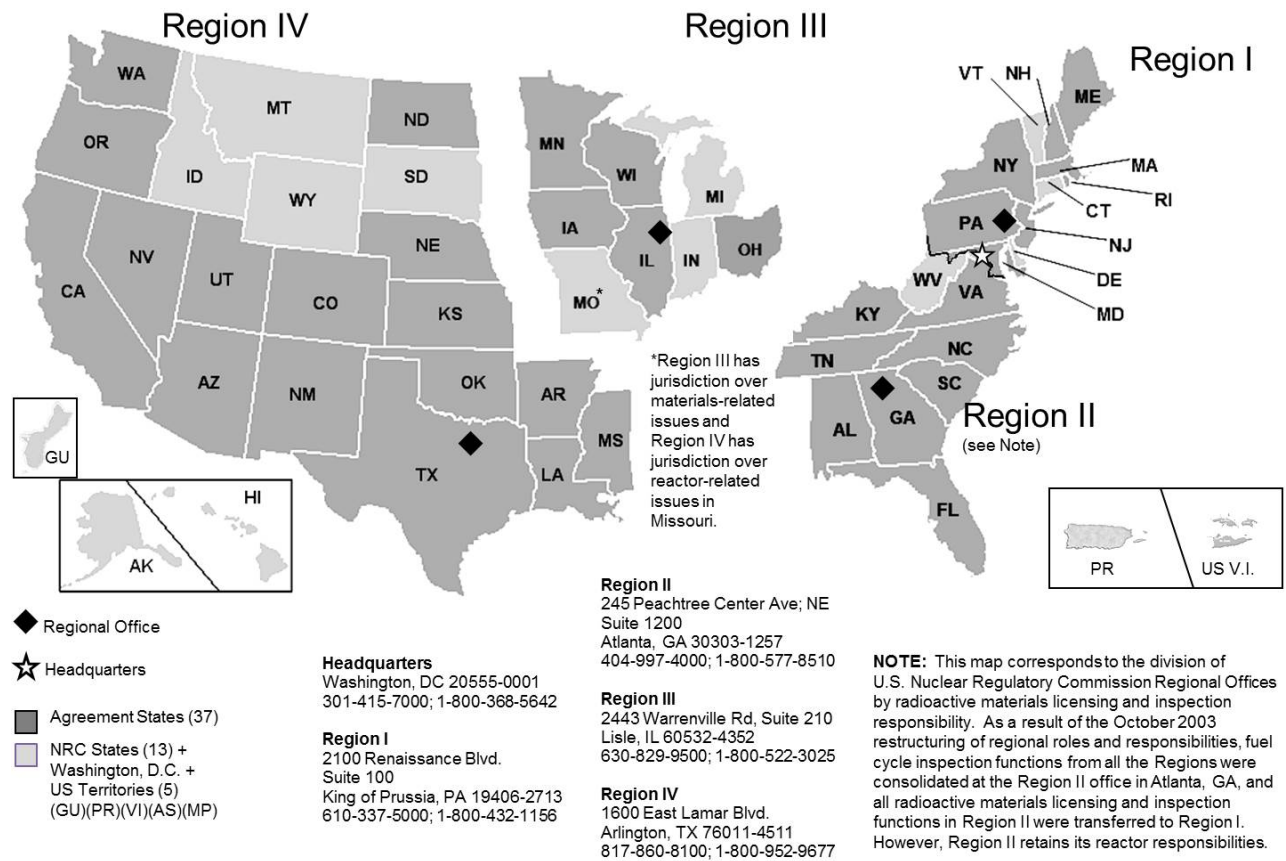 Region IV
Region III
Region I
WA
MT
ND
OR
ID
SD
WY
NE
NV
UT
CO
CA
KS
AZ
NM
OK
TX
AR
LA
MS
GU
HI
AK
MN
WI
MI
IA
IL
IN
OH
MO*
*Region III has
jurisdiction over
materials-related
issues and
Region IV has
jurisdiction over
reactor-related
issues in
Missouri.
VT
NH
ME
NY
MA
RI
CT
PA
NJ
DE
MD
WV
VA
KY
NC
TN
SC
AL
GA
FL
Region II
(see Note)
PR
US V.I.
Regional Office
Headquarters
Agreement States (37)
NRC States (13) +
Washington, D.C. +
US Territories (5)
(GU)(PR)(VI)(AS)(MP)
Headquarters
Washington, DC 20555-0001
301-415-7000; 1-800-368-5642
Region I
2100 Renaissance Blvd.
Suite 100
King of Prussia, PA 19406-2713
610-337-5000; 1-800-432-1156
Region II
245 Peachtree Center Ave; NE
Suite 1200
Atlanta, GA 30303-1257
404-997-4000; 1-800-577-8510
Region III
2443 Warrenville Rd, Suite 210
Lisle, IL 60532-4352
630-829-9500; 1-800-522-3025
Region IV
1600 East Lamar Blvd.
Arlington, TX 76011-4511
817-860-8100; 1-800-952-9677
NOTE: This map corresponds to the division of
U.S. Nuclear Regulatory Commission Regional Offices
by radioactive materials licensing and inspection
responsibility. As a result of the October 2003
restructuring of regional roles and responsibilities, fuel
cycle inspection functions from all the Regions were
consolidated at the Region II office in Atlanta, GA, and
all radioactive materials licensing and inspection
functions in Region II were transferred to Region I.
However, Region II retains its reactor responsibilities.